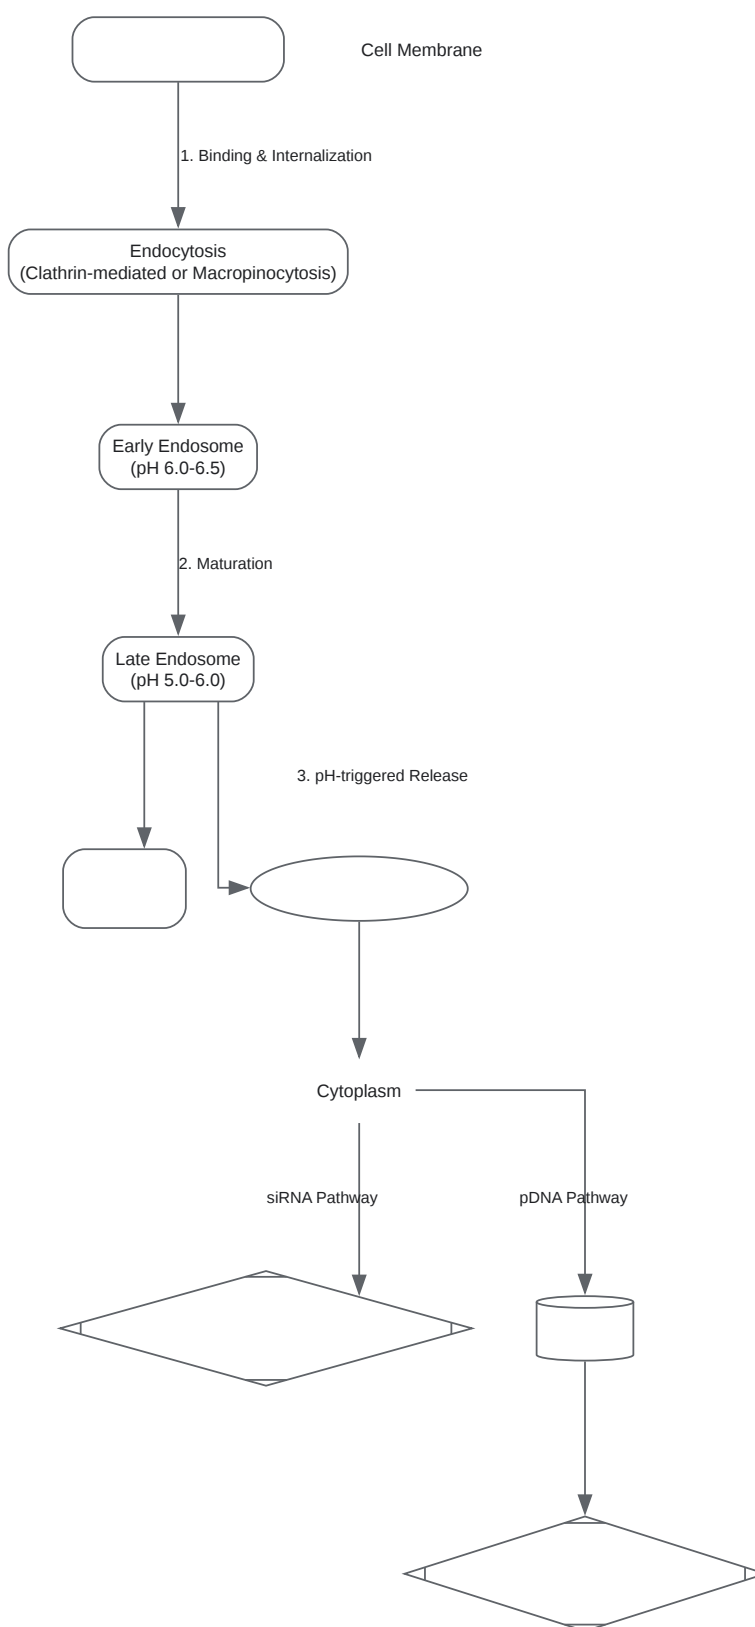 Cell Membrane
1. Binding & Internalization
Endocytosis
(Clathrin-mediated or Macropinocytosis)
Early Endosome
(pH 6.0-6.5)
2. Maturation
Late Endosome
(pH 5.0-6.0)
3. pH-triggered Release
Cytoplasm
siRNA Pathway
pDNA Pathway